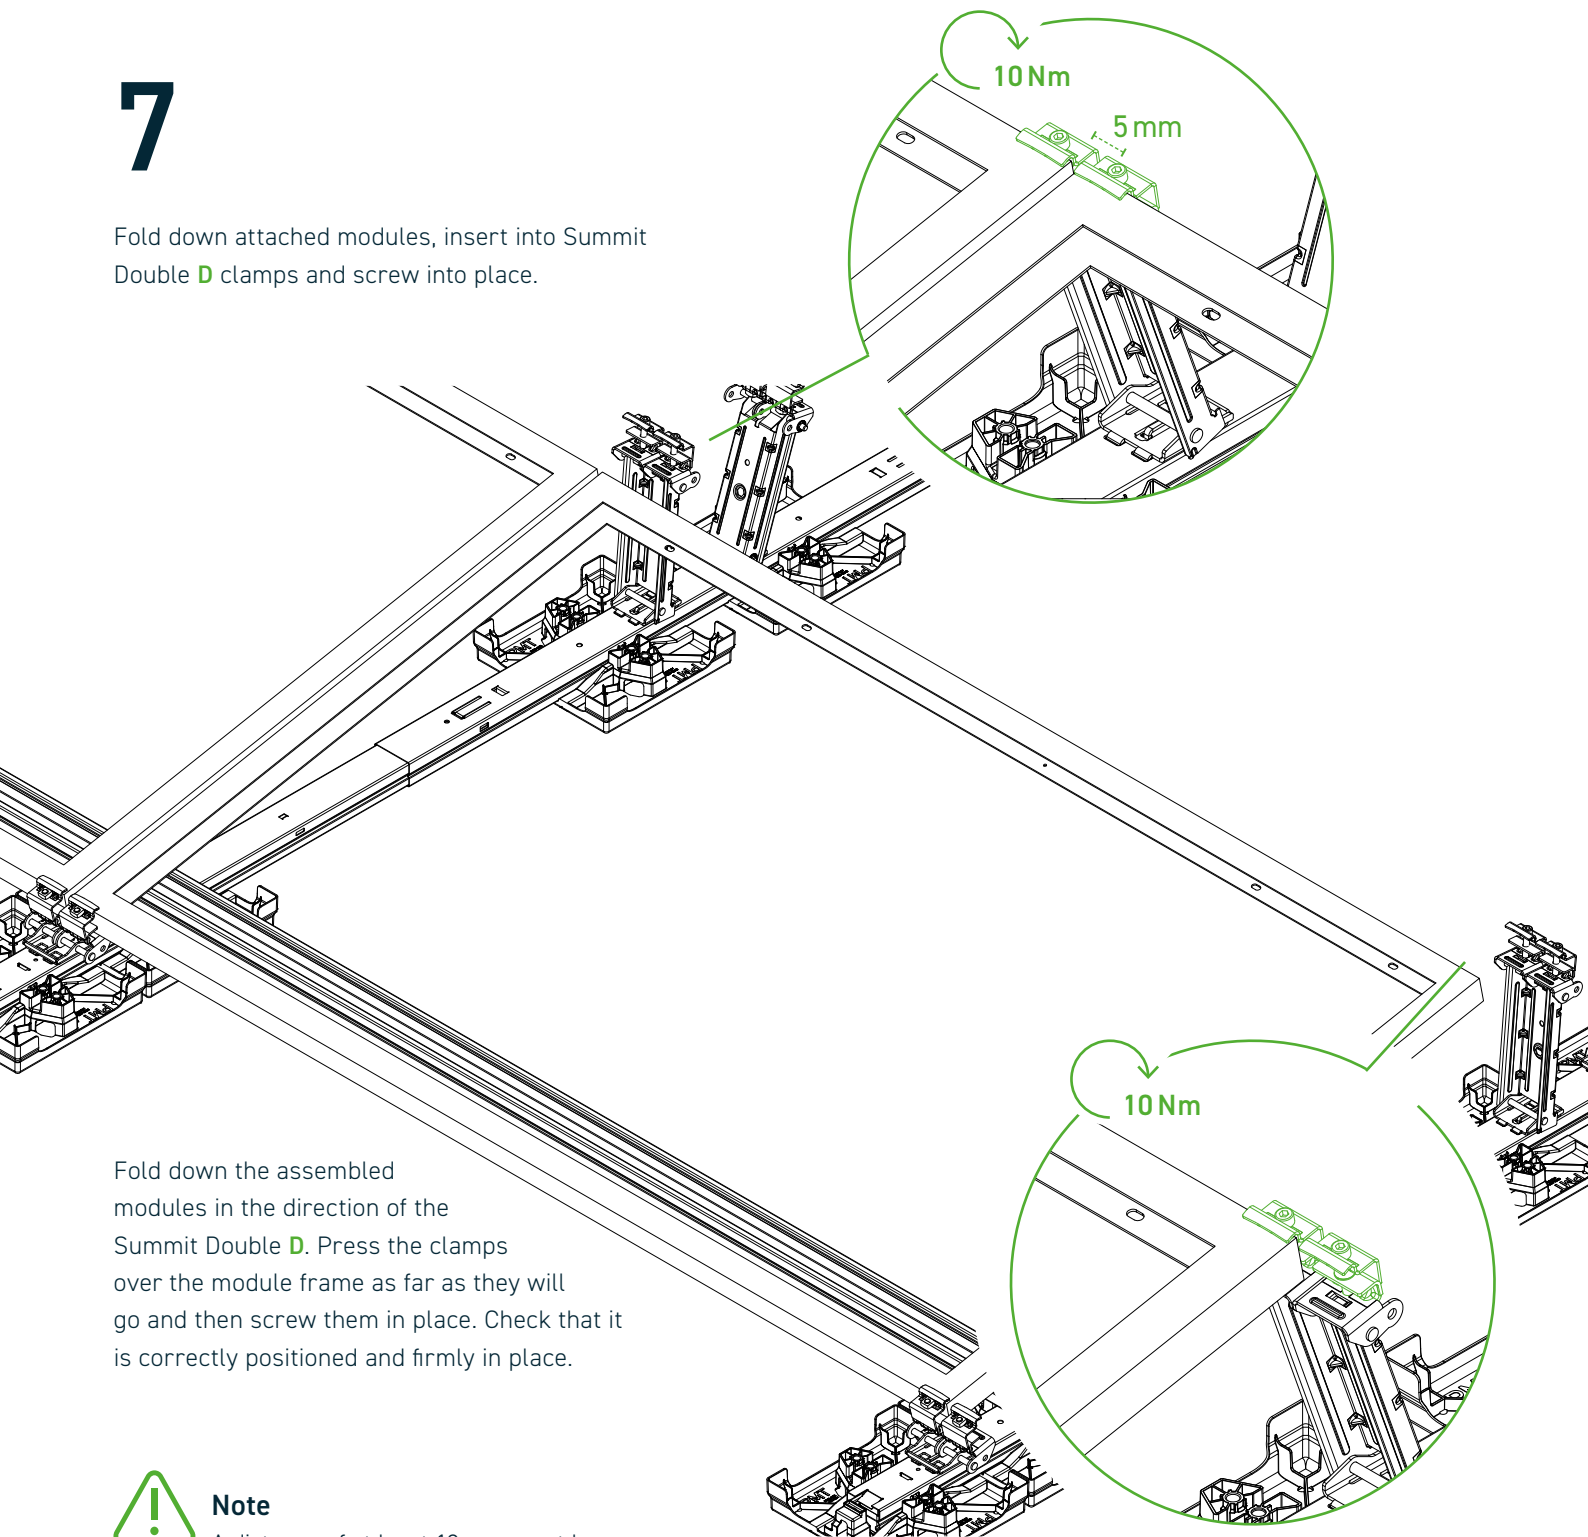 7
Fold down attached modules, insert into Summit
Double D clamps and screw into place.
10 Nm
5 mm
10 Nm
Fold down the assembled
modules in the direction of the
Summit Double D. Press the clamps
over the module frame as far as they will
go and then screw them in place. Check that it
is correctly positioned and firmly in place.
Note